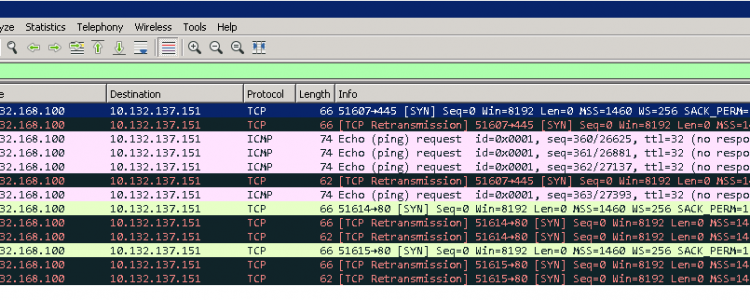 yze Statistics Telephony Wireless Tools Help
e Destination Protocol Length Info
32.168.100 10.132.137.151 TCP 66 51607→445 [SYN] Seq=0 Win=8192 Len=0 MSS=1460 WS=256 SACK_PERM=
32.168.100 10.132.137.151 TCP 66 [TCP Retransmission] 51607→445 [SYN] Seq=0 Win=8192 Len=0 MSS=1
32.168.100 10.132.137.151 ICMP 74 Echo (ping) request id=0x0001, seq=360/26625, ttl=32 (no respo
32.168.100 10.132.137.151 ICMP 74 Echo (ping) request id=0x0001, seq=361/26881, ttl=32 (no respo
32.168.100 10.132.137.151 ICMP 74 Echo (ping) request id=0x0001, seq=362/27137, ttl=32 (no respo
32.168.100 10.132.137.151 TCP 62 [TCP Retransmission] 51607→445 [SYN] Seq=0 Win=8192 Len=0 MSS=1
32.168.100 10.132.137.151 ICMP 74 Echo (ping) request id=0x0001, seq=363/27393, ttl=32 (no respo
32.168.100 10.132.137.151 TCP 66 51614→80 [SYN] Seq=0 Win=8192 Len=0 MSS=1460 WS=256 SACK_PERM=1
32.168.100 10.132.137.151 TCP 66 [TCP Retransmission] 51614→80 [SYN] Seq=0 Win=8192 Len=0 MSS=14
32.168.100 10.132.137.151 TCP 62 [TCP Retransmission] 51614→80 [SYN] Seq=0 Win=8192 Len=0 MSS=14
32.168.100 10.132.137.151 TCP 66 51615→80 [SYN] Seq=0 Win=8192 Len=0 MSS=1460 WS=256 SACK_PERM=1
32.168.100 10.132.137.151 TCP 66 [TCP Retransmission] 51615→80 [SYN] Seq=0 Win=8192 Len=0 MSS=14
32.168.100 10.132.137.151 TCP 62 [TCP Retransmission] 51615→80 [SYN] Seq=0 Win=8192 Len=0 MSS=14